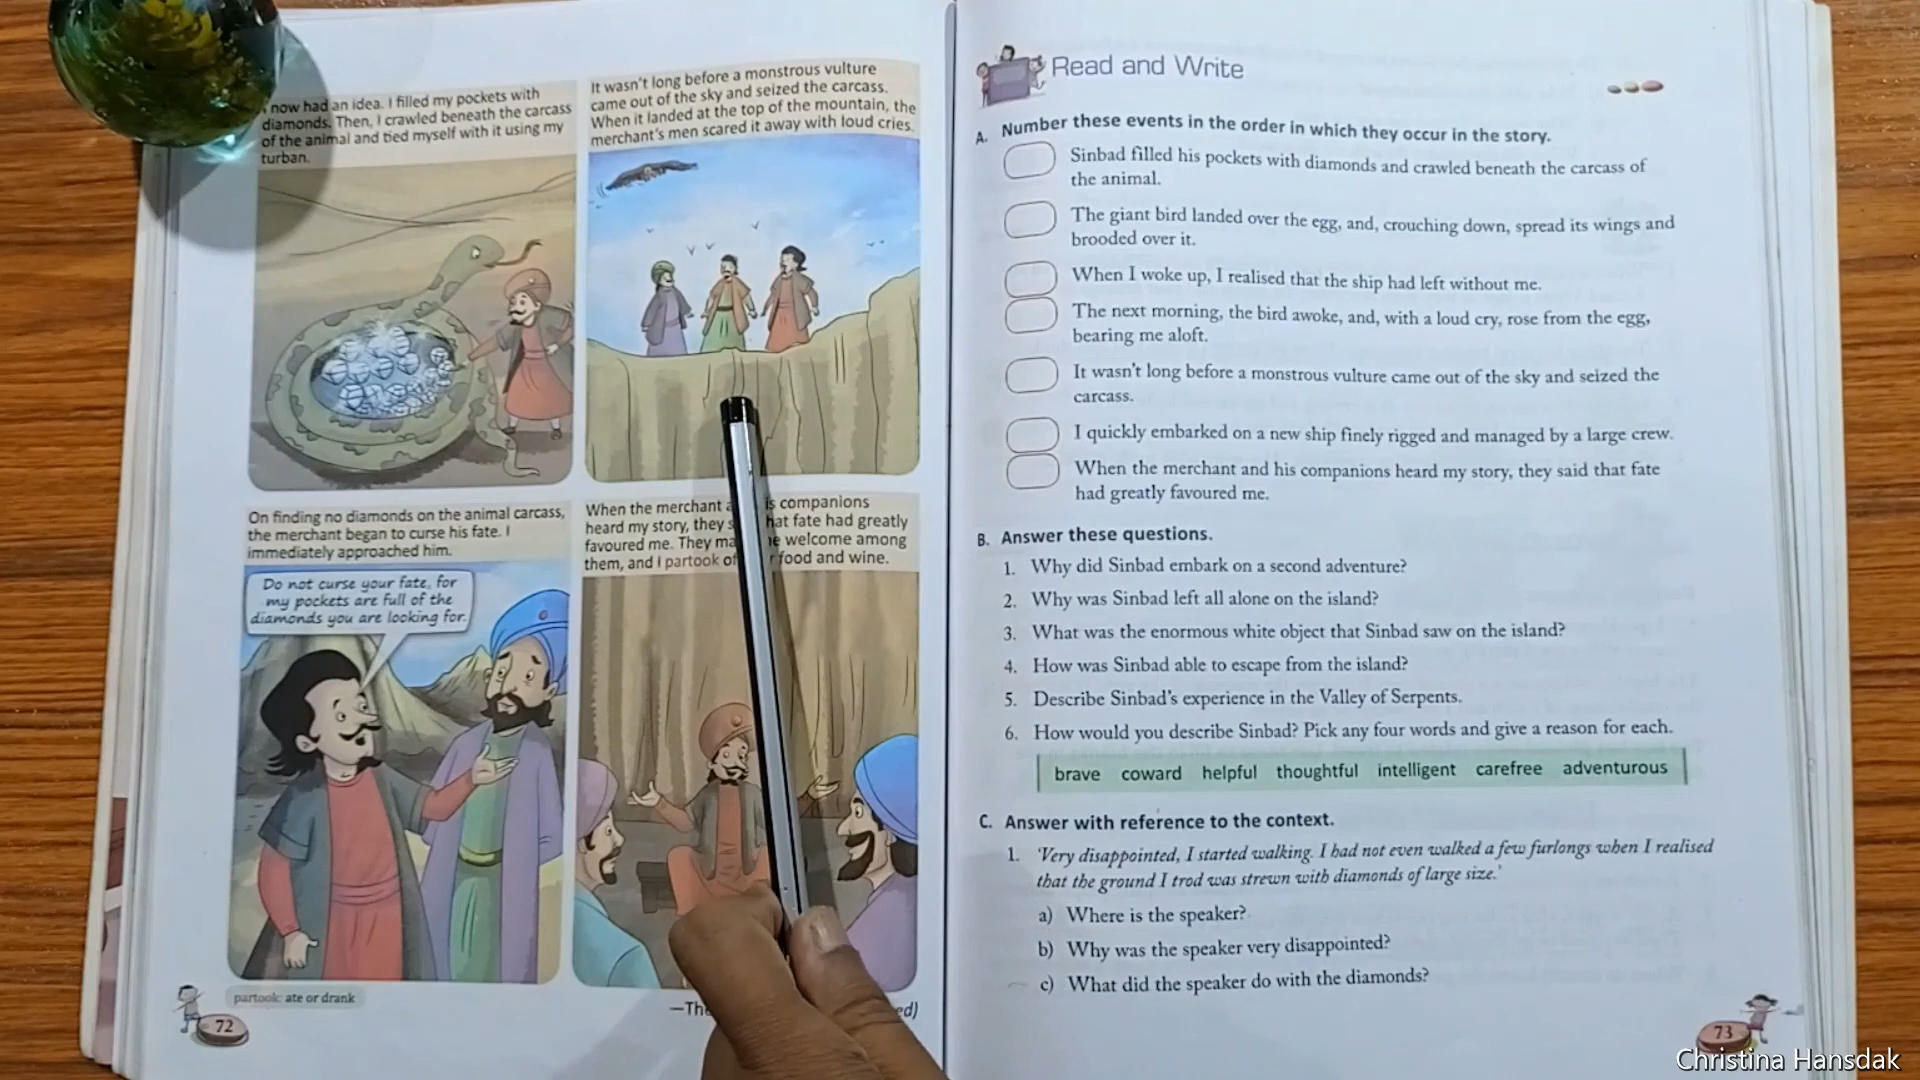 now had an idea. I filled my pockets with
diamonds. Then, I crawled beneath the carcass
of the animal and tied myself with it using my
turban.
It wasn't long before a monstrous vulture
came out of the sky and seized the carcass.
When it landed at the top of the mountain, the
merchant's men scared it away with loud cries.
On finding no diamonds on the animal carcass,
the merchant began to curse his fate. I
immediately approached him.
Do not curse your fate, for
my pockets are full of the
diamonds you are looking for.
When the merchant companions
heard my story, they hat fate had greatly
favoured me. They welcome among
them, and I partook food and wine.
partook: ate or drank
72
Read and Write
A. Number these events in the order in which they occur in the story.
Sinbad filled his pockets with diamonds and crawled beneath the carcass of
the animal.
The giant bird landed over the egg, and, crouching down, spread its wings and
brooded over it.
When I woke up, I realised that the ship had left without me.
The next morning, the bird awoke, and, with a loud cry, rose from the egg,
bearing me aloft.
It wasn't long before a monstrous vulture came out of the sky and seized the
carcass.
I quickly embarked on a new ship finely rigged and managed by a large crew.
When the merchant and his companions heard my story, they said that fate
had greatly favoured me.
B. Answer these questions.
1. Why did Sinbad embark on a second adventure?
2. Why was Sinbad left all alone on the island?
3. What was the enormous white object that Sinbad saw on the island?
4. How was Sinbad able to escape from the island?
5. Describe Sinbad's experience in the Valley of Serpents.
6. How would you describe Sinbad? Pick any four words and give a reason for each.
brave coward helpful thoughtful intelligent carefree adventurous
C. Answer with reference to the context.
1. 'Very disappointed, I started walking. I had not even walked a few furlongs when I realised
that the ground I trod was strewn with diamonds of large size.'
a) Where is the speaker?
b) Why was the speaker very disappointed?
c) What did the speaker do with the diamonds?
73
Christina Hansdak